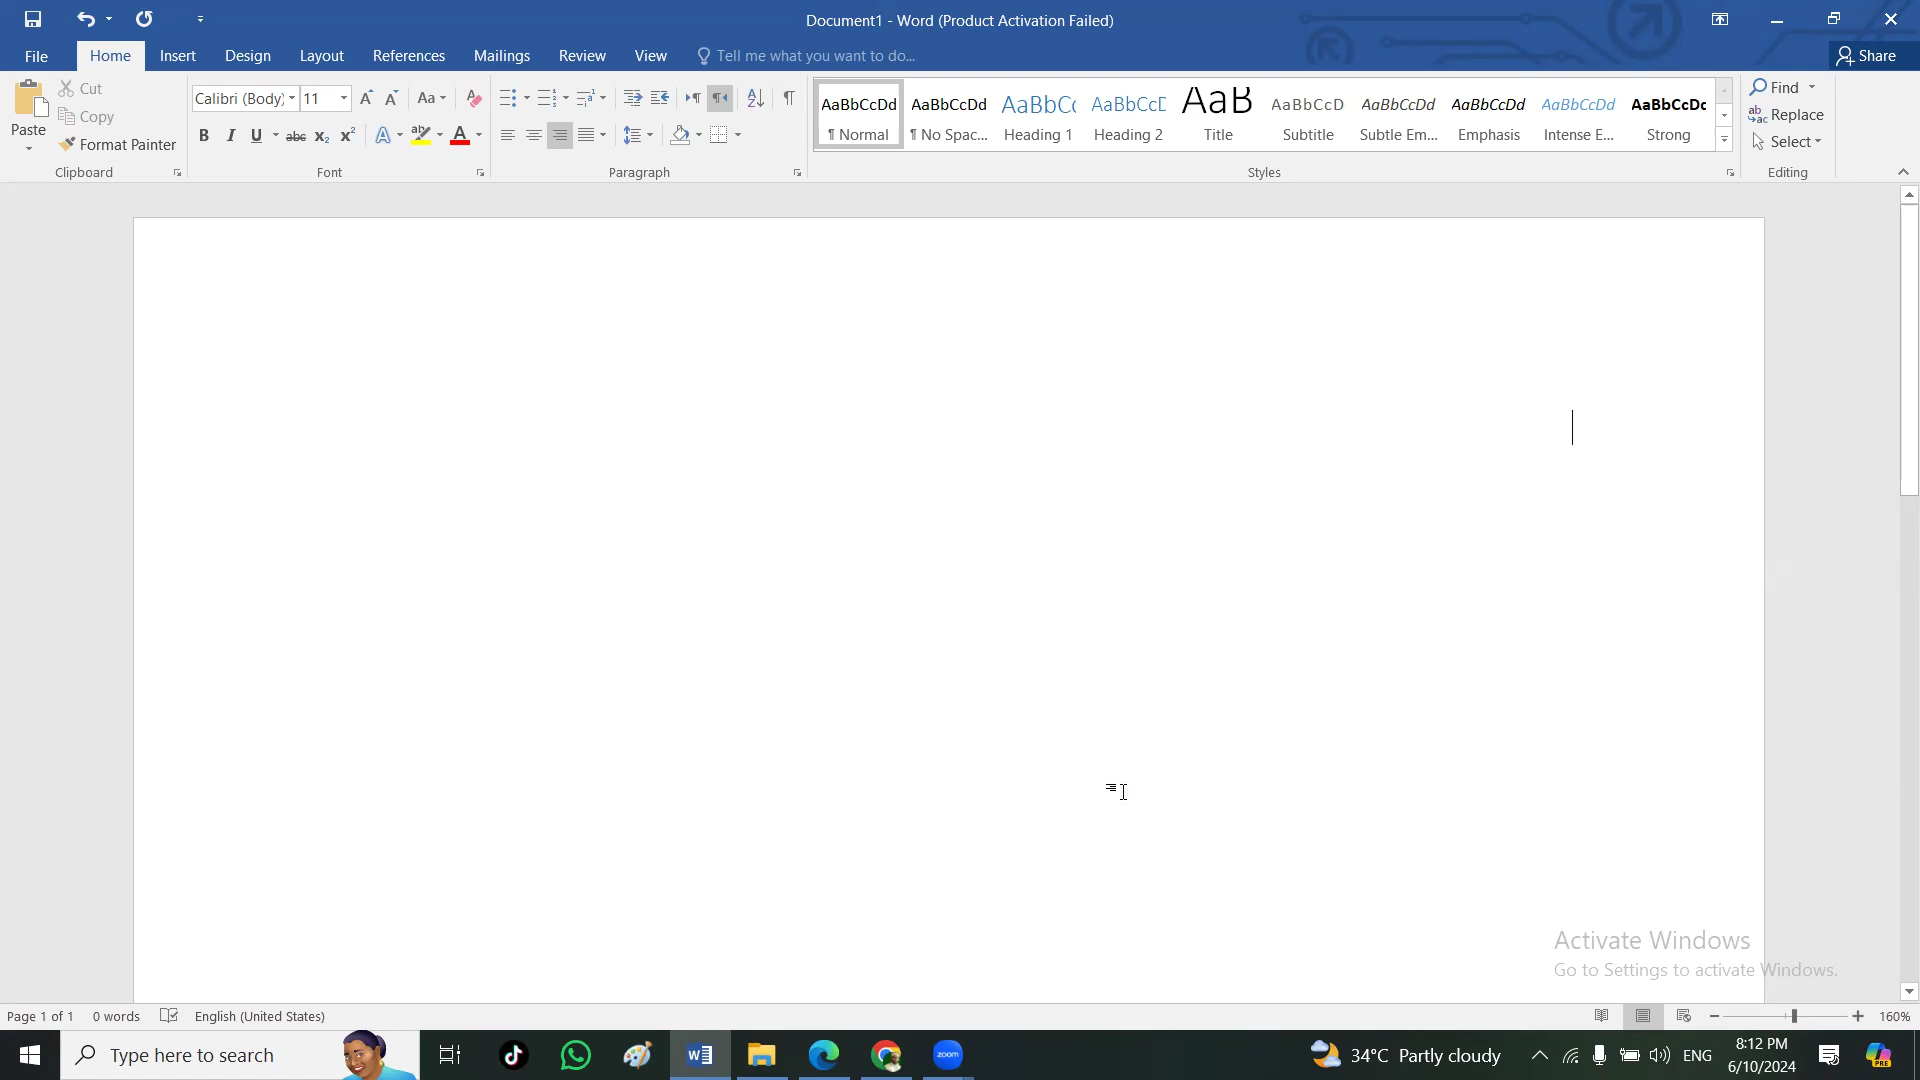 Document1 - Word (Product Activation Failed)
File Home Insert Design Layout References Mailings Review View Tell me what you want to do... Share
Paste
Cut
Copy
Format Painter
Clipboard
Calibri (Body) 11
Font
Paragraph
AaBbCcDd AaBbCcDd AaBbCc AaBbCcD AaB AaBbCcD AaBbCcDd AaBbCcDd AaBbCcDd AaBbCcDc
¶ Normal ¶ No Spac... Heading 1 Heading 2 Title Subtitle Subtle Em... Emphasis Intense E... Strong
Styles
Find
Replace
Select
Editing
Activate Windows
Go to Settings to activate Windows.
Page 1 of 1 0 words English (United States) 160%
Type here to search
zoom
34°C Partly cloudy
ENG
8:12 PM
6/10/2024
PRE